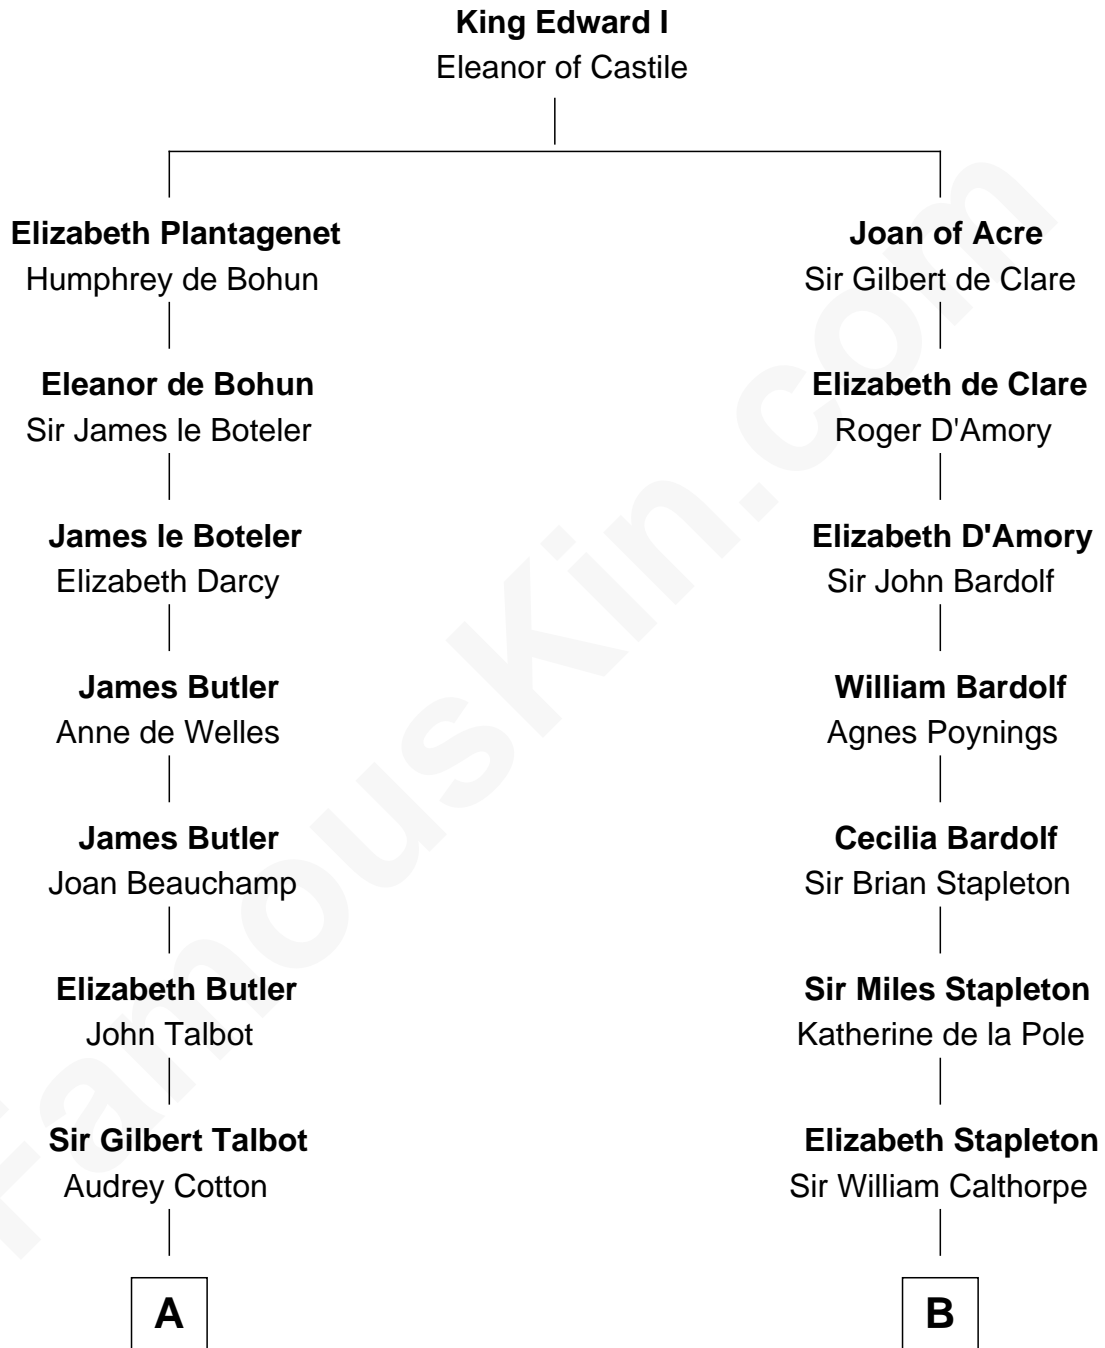 King Edward I
Eleanor of Castile
Elizabeth Plantagenet
Humphrey de Bohun
Joan of Acre
Sir Gilbert de Clare
Eleanor de Bohun
Sir James le Boteler
Elizabeth de Clare
Roger D'Amory
James le Boteler
Elizabeth Darcy
Elizabeth D'Amory
Sir John Bardolf
James Butler
Anne de Welles
William Bardolf
Agnes Poynings
James Butler
Joan Beauchamp
Cecilia Bardolf
Sir Brian Stapleton
Elizabeth Butler
John Talbot
Sir Miles Stapleton
Katherine de la Pole
Sir Gilbert Talbot
Audrey Cotton
Elizabeth Stapleton
Sir William Calthorpe
A
B
FamousKin.com